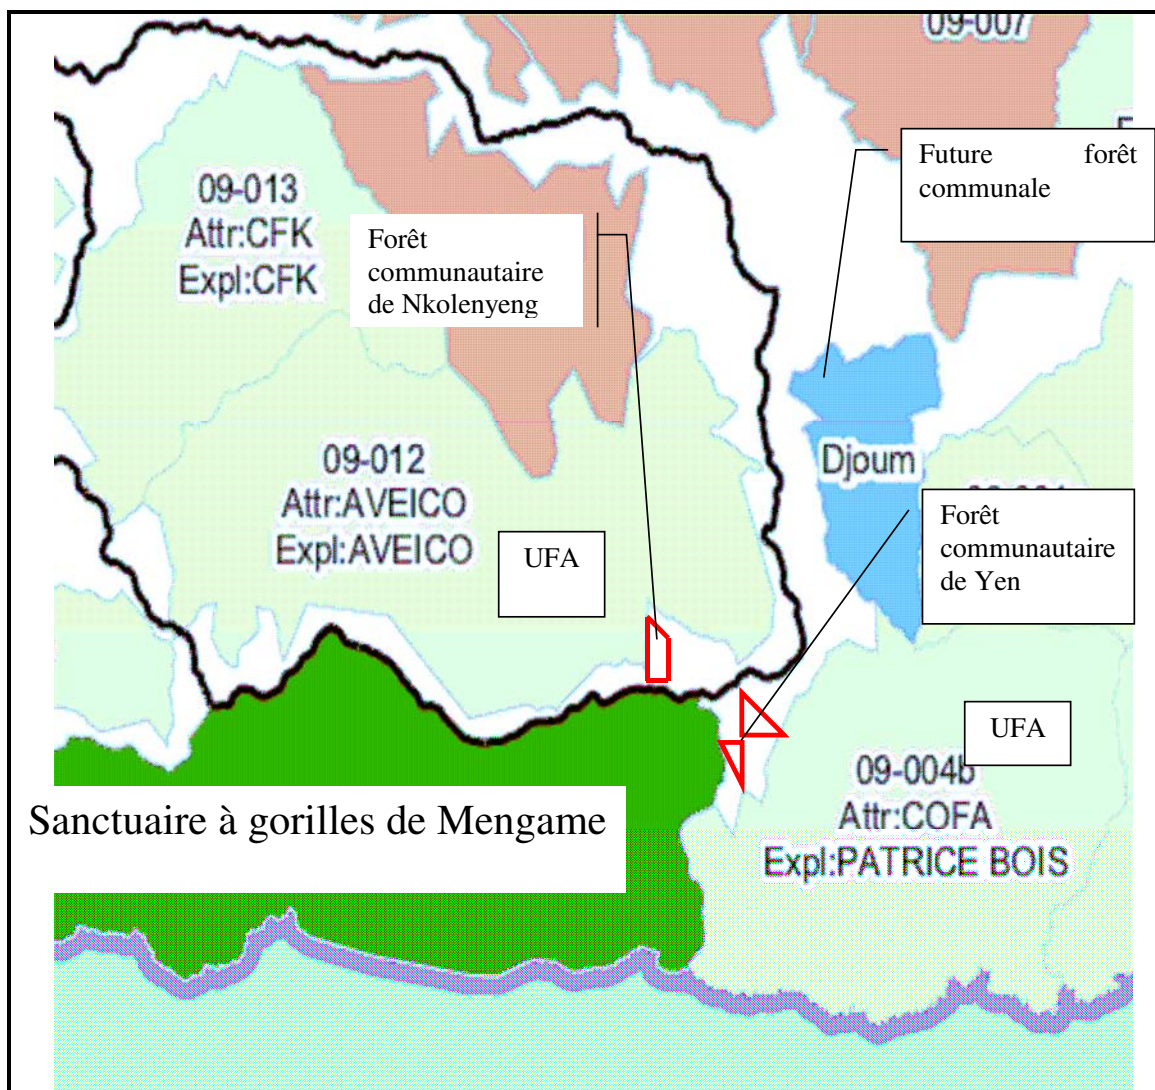 09-007
Future forêt
communale
09-013
Attr:CFK
Expl:CFK
Forêt
communautaire
de Nkolenyeng
09-012
Attr:AVEICO
Expl:AVEICO
UFA
Djoum
Forêt
communautaire
de Yen
UFA
09-004b
Attr:COFA
Expl:PATRICE BOIS
Sanctuaire à gorilles de Mengame